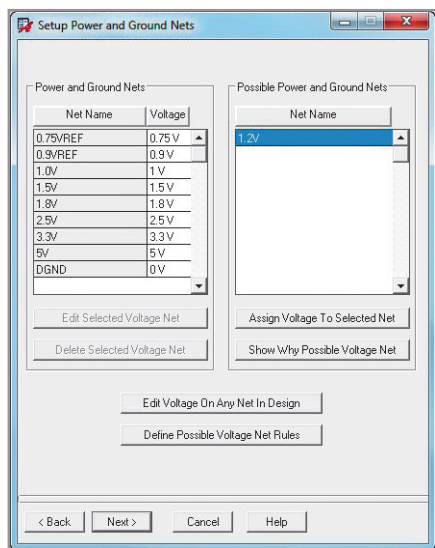 Setup Power and Ground Nets
Power and Ground Nets
Net Name Voltage
0.75VREF 0.75 V
0.9VREF 0.9 V
1.0V 1 V
1.5V 1.5 V
1.8V 1.8 V
2.5V 2.5 V
3.3V 3.3 V
5V 5 V
DGND 0 V
Edit Selected Voltage Net
Delete Selected Voltage Net
Possible Power and Ground Nets
Net Name
1.2V
Assign Voltage To Selected Net
Show Why Possible Voltage Net
Edit Voltage On Any Net In Design
Define Possible Voltage Net Rules
< Back Next > Cancel Help